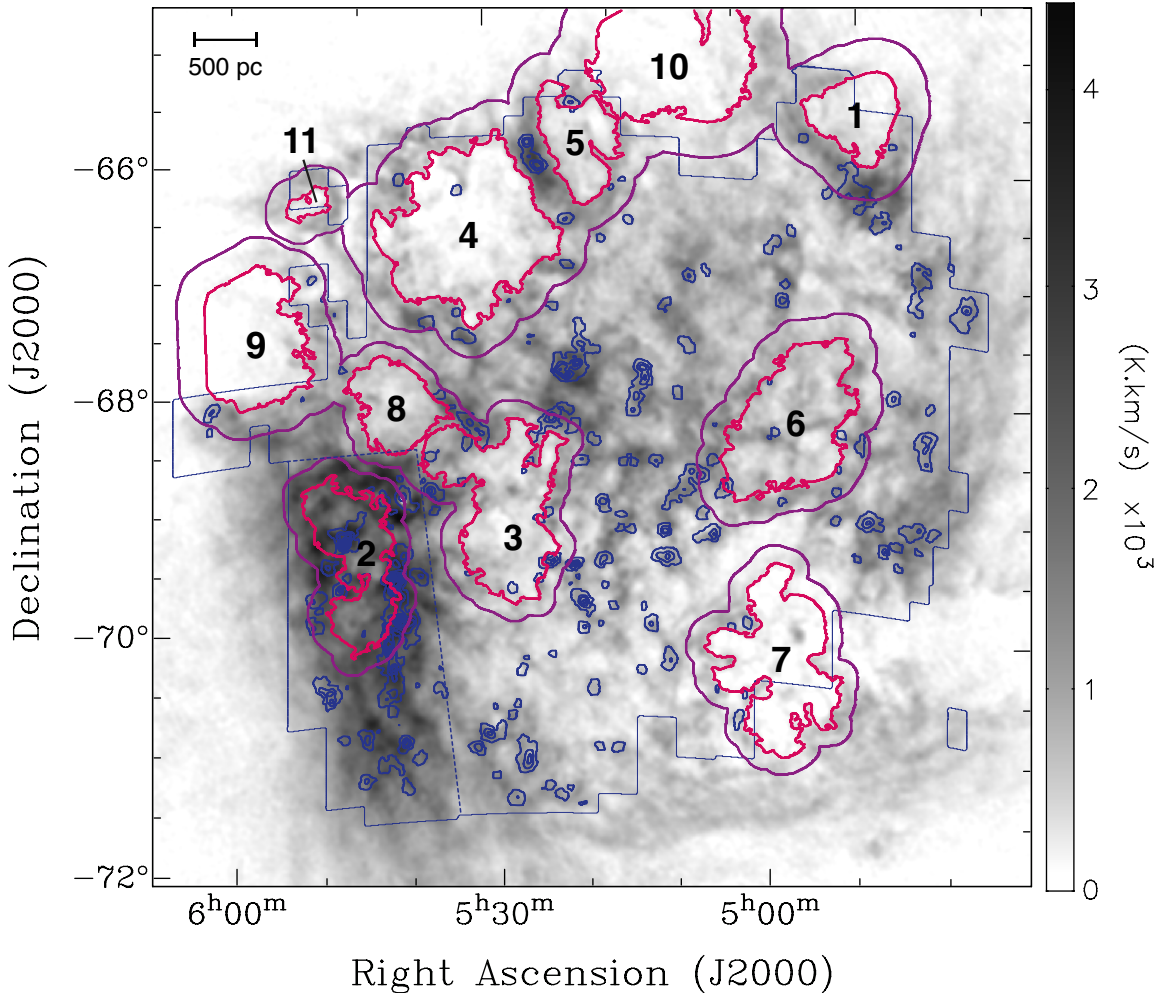 500 pc
10
1
11
5
4
9
8
6
3
2
7
−66°
−68°
−70°
−72°
6ʰ00ᵐ
5ʰ30ᵐ
5ʰ00ᵐ
Right Ascension (J2000)
Declination (J2000)
4
3
2
1
0
(K.km/s) x10³